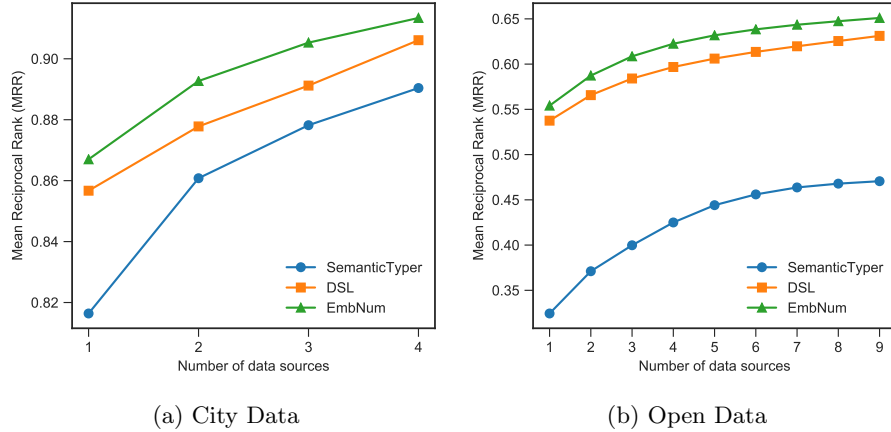 0.90
0.88
0.86
0.84
0.82
Mean Reciprocal Rank (MRR)
SemanticTyper
DSL
EmbNum
1 2 3 4
Number of data sources
(a) City Data
0.65
0.60
0.55
0.50
0.45
0.40
0.35
Mean Reciprocal Rank (MRR)
SemanticTyper
DSL
EmbNum
1 2 3 4 5 6 7 8 9
Number of data sources
(b) Open Data